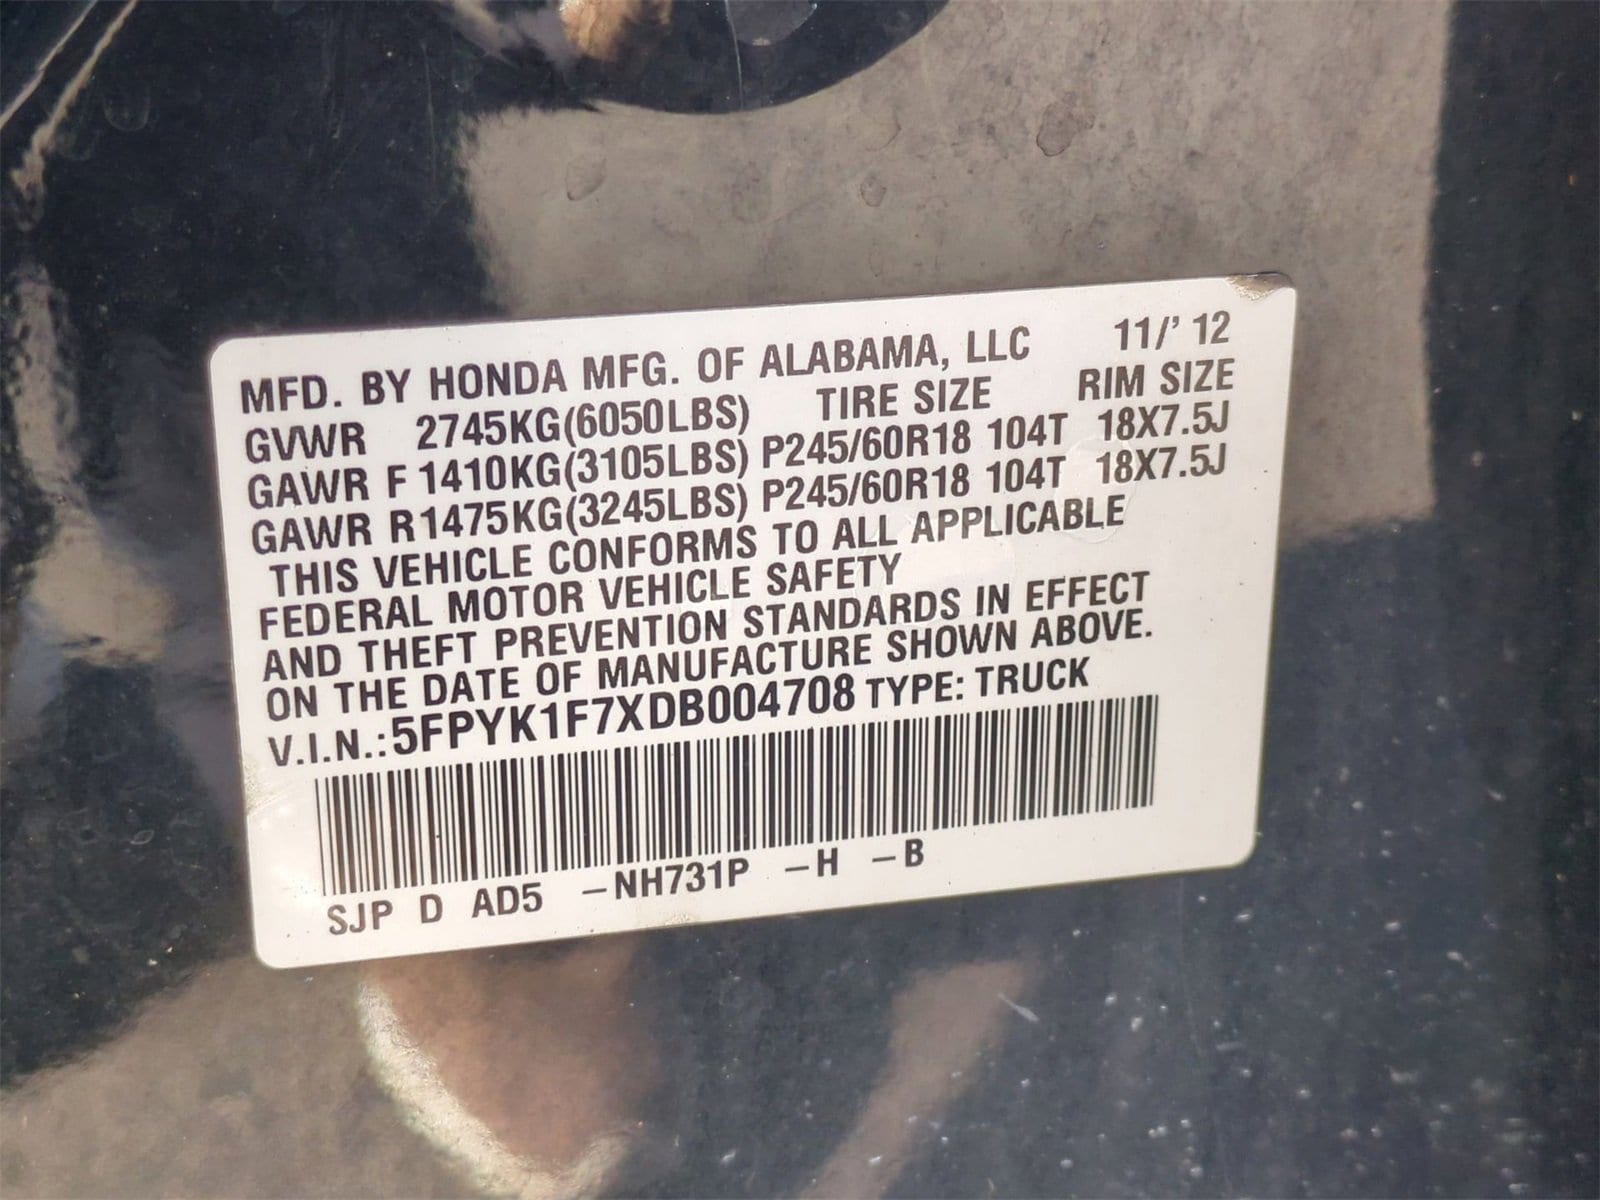 MFD. BY HONDA MFG. OF ALABAMA, LLC 11/' 12
GVWR 2745KG(6050LBS) TIRE SIZE RIM SIZE
GAWR F 1410KG(3105LBS) P245/60R18 104T 18X7.5J
GAWR R 1475KG(3245LBS) P245/60R18 104T 18X7.5J
THIS VEHICLE CONFORMS TO ALL APPLICABLE
FEDERAL MOTOR VEHICLE SAFETY
AND THEFT PREVENTION STANDARDS IN EFFECT
ON THE DATE OF MANUFACTURE SHOWN ABOVE.
V.I.N.:5FPYK1F7XDB004708 TYPE: TRUCK
SJP D AD5 -NH731P -H -B